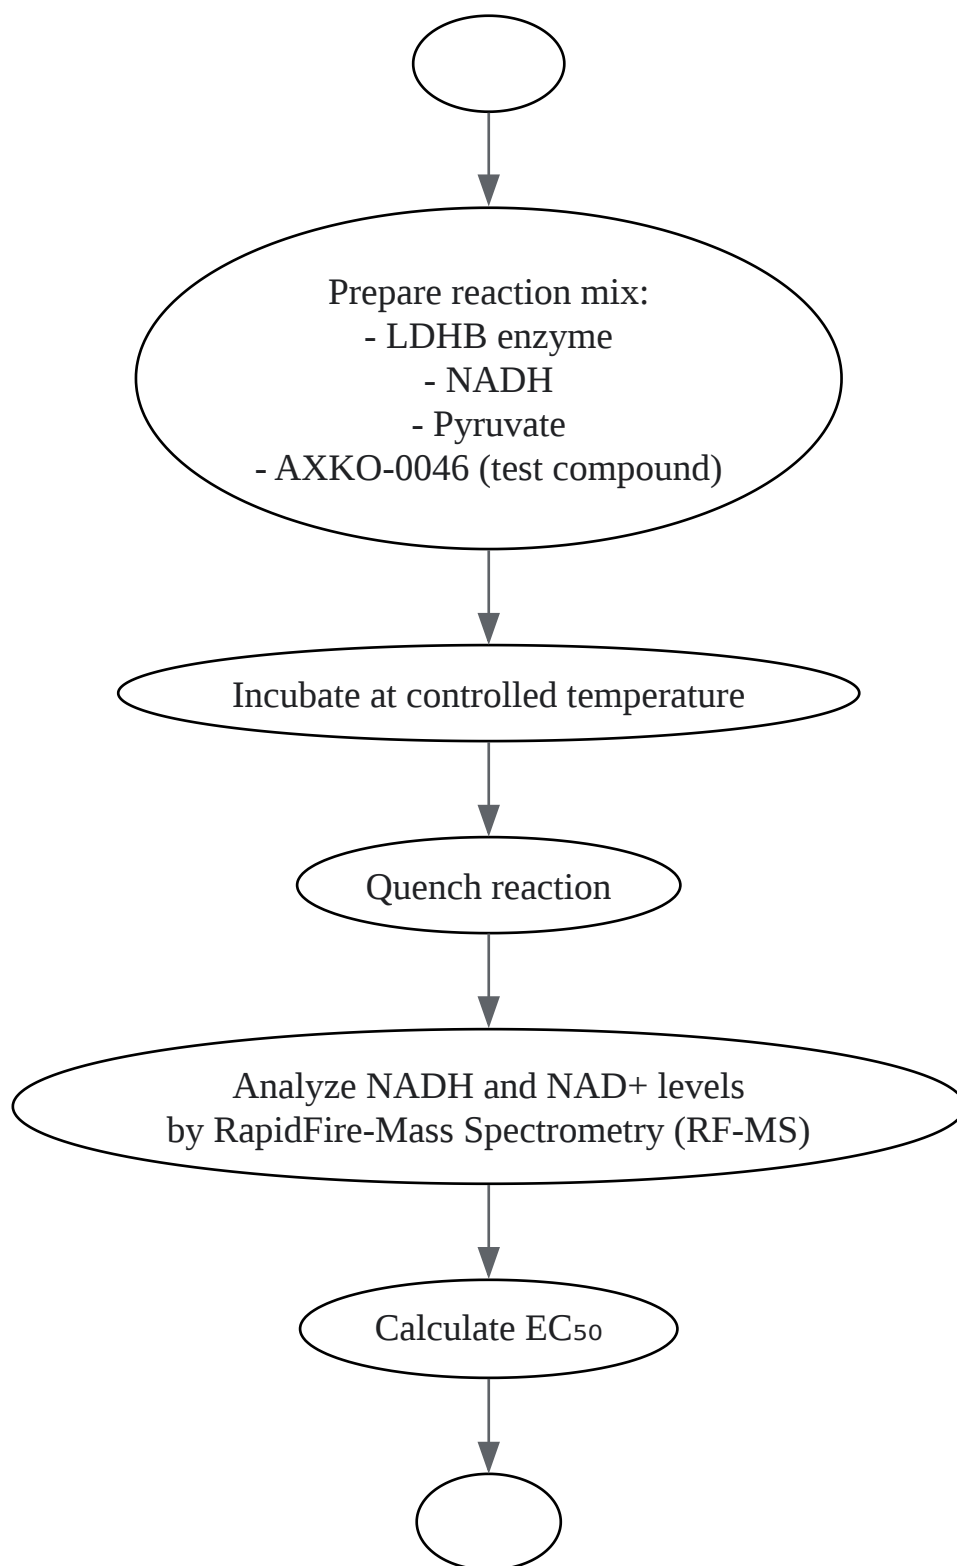 Prepare reaction mix:
- LDHB enzyme
- NADH
- Pyruvate
- AXKO-0046 (test compound)
Incubate at controlled temperature
Quench reaction
Analyze NADH and NAD+ levels
by RapidFire-Mass Spectrometry (RF-MS)
Calculate EC₅₀